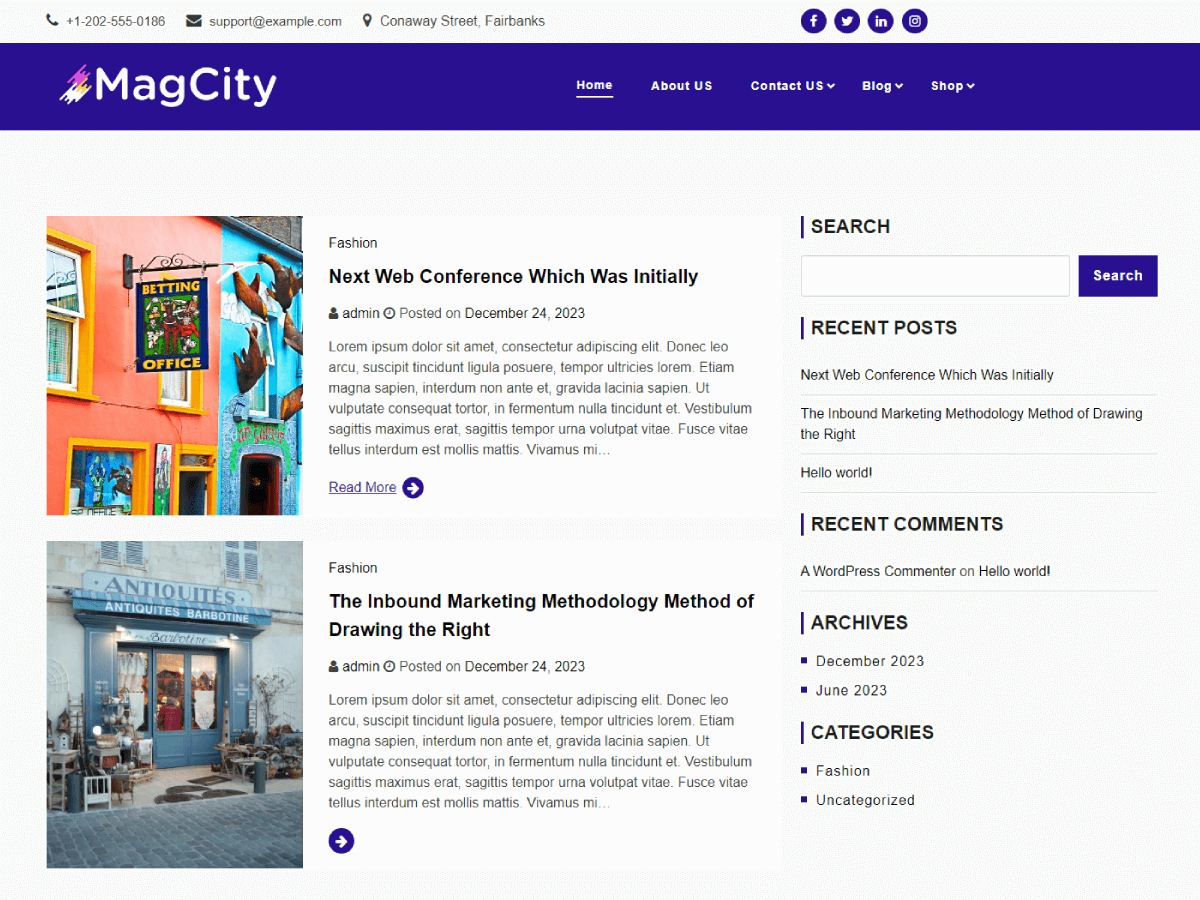 +1-202-555-0186 support@example.com Conaway Street, Fairbanks
MagCity
Home About US Contact US Blog Shop
BETTING
OFFICE
Fashion
Next Web Conference Which Was Initially
admin Posted on December 24, 2023
Lorem ipsum dolor sit amet, consectetur adipiscing elit. Donec leo
arcu, suscipit tincidunt ligula posuere, tempor ultricies lorem. Etiam
magna sapien, interdum non ante et, gravida lacinia sapien. Ut
vulputate consequat tortor, in fermentum nulla tincidunt et. Vestibulum
sagittis maximus erat, sagittis tempor urna volutpat vitae. Fusce vitae
tellus interdum est mollis mattis. Vivamus mi…
Read More
ANTIQUITÉS
ANTIQUITES BARBOTINE
Barbotine
Fashion
The Inbound Marketing Methodology Method of
Drawing the Right
admin Posted on December 24, 2023
Lorem ipsum dolor sit amet, consectetur adipiscing elit. Donec leo
arcu, suscipit tincidunt ligula posuere, tempor ultricies lorem. Etiam
magna sapien, interdum non ante et, gravida lacinia sapien. Ut
vulputate consequat tortor, in fermentum nulla tincidunt et. Vestibulum
sagittis maximus erat, sagittis tempor urna volutpat vitae. Fusce vitae
tellus interdum est mollis mattis. Vivamus mi…
SEARCH
Search
RECENT POSTS
Next Web Conference Which Was Initially
The Inbound Marketing Methodology Method of Drawing
the Right
Hello world!
RECENT COMMENTS
A WordPress Commenter on Hello world!
ARCHIVES
December 2023
June 2023
CATEGORIES
Fashion
Uncategorized